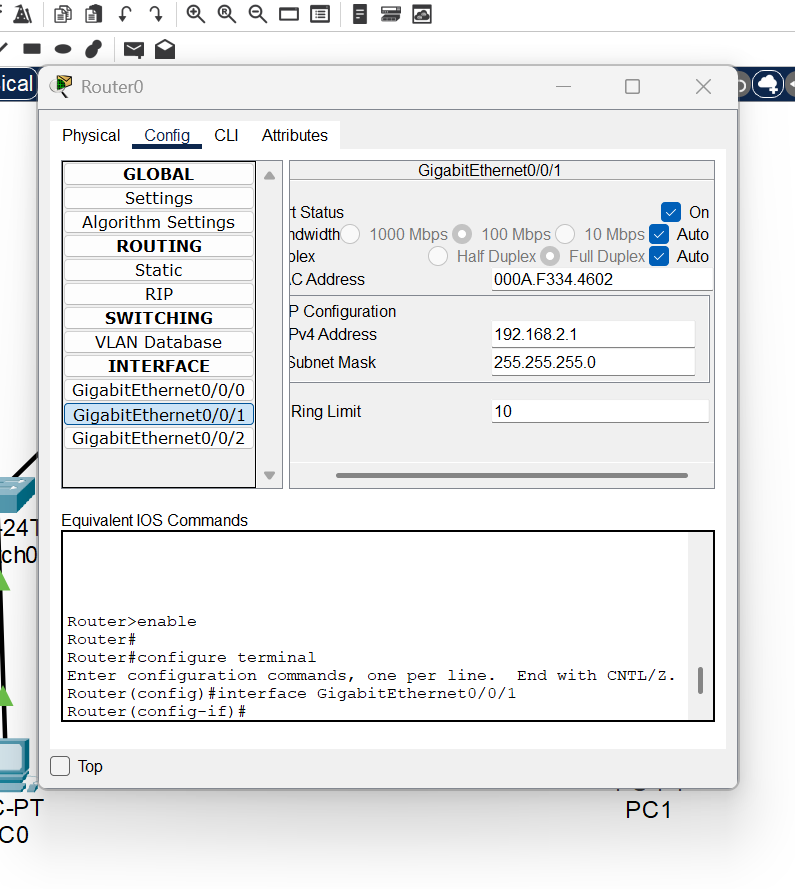 ical
Router0
Physical Config CLI Attributes
GLOBAL
Settings
Algorithm Settings
ROUTING
Static
RIP
SWITCHING
VLAN Database
INTERFACE
GigabitEthernet0/0/0
GigabitEthernet0/0/1
GigabitEthernet0/0/2
GigabitEthernet0/0/1
rt Status On
ndwidth 1000 Mbps 100 Mbps 10 Mbps Auto
plex Half Duplex Full Duplex Auto
C Address 000A.F334.4602
P Configuration
Pv4 Address 192.168.2.1
Subnet Mask 255.255.255.0
Ring Limit 10
Equivalent IOS Commands
Router>enable
Router#
Router#configure terminal
Enter configuration commands, one per line. End with CNTL/Z.
Router(config)#interface GigabitEthernet0/0/1
Router(config-if)#
Top
-24T
ch0
C-PT
C0
PC1